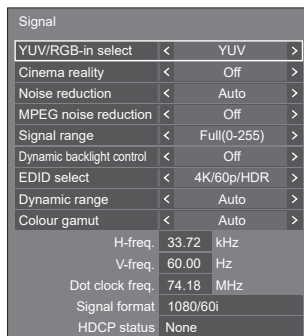 Signal
YUV/RGB-in select < YUV >
Cinema reality < Off >
Noise reduction < Auto >
MPEG noise reduction < Off >
Signal range < Full(0-255) >
Dynamic backlight control < Off >
EDID select < 4K/60p/HDR >
Dynamic range < Auto >
Colour gamut < Auto >
H-freq. 33.72 kHz
V-freq. 60.00 Hz
Dot clock freq. 74.18 MHz
Signal format 1080/60i
HDCP status None